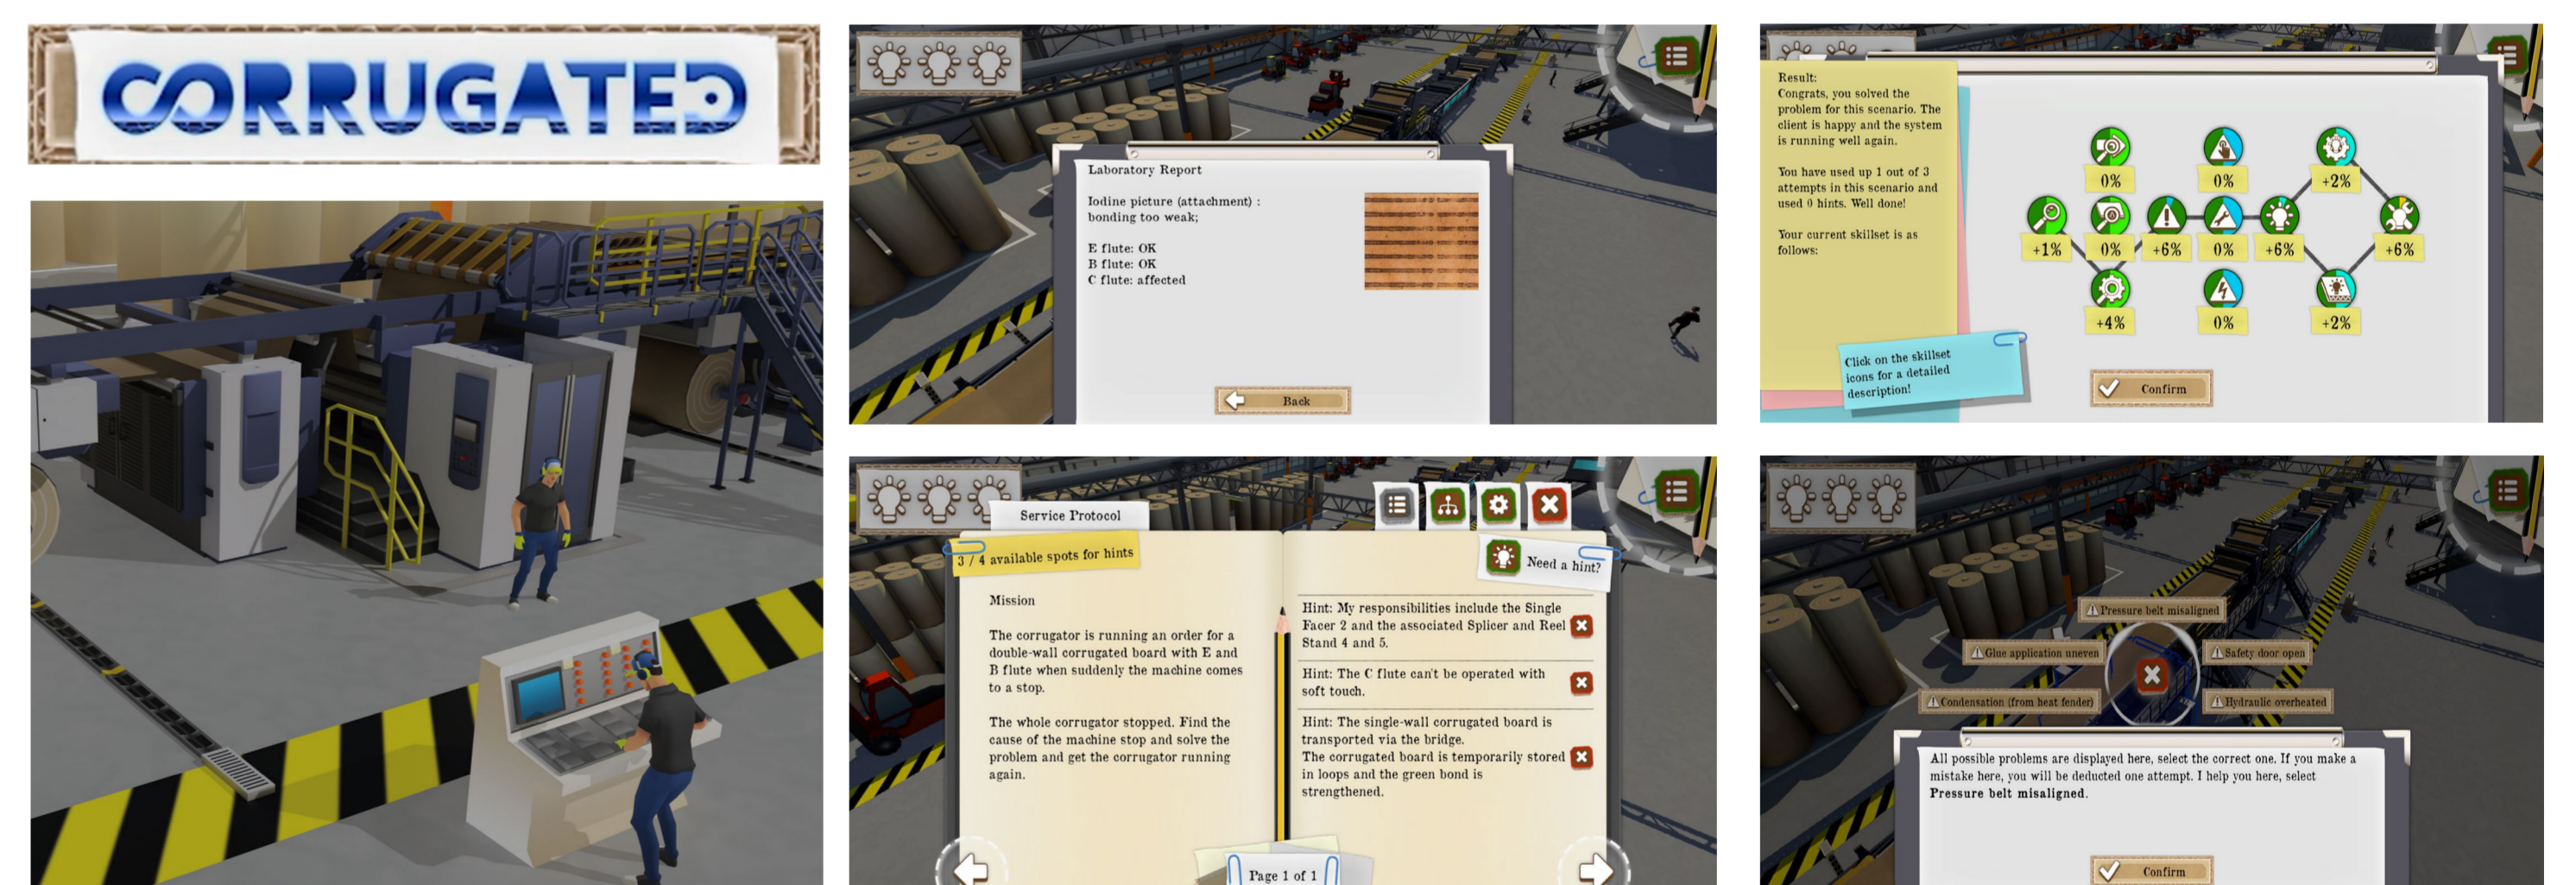 CORRUGATED
Laboratory Report
Iodine picture (attachment) :
bonding too weak;
E flute: OK
B flute: OK
C flute: affected
Back
Result:
Congrats, you solved the
problem for this scenario. The
client is happy and the system
is running well again.
You have used up 1 out of 3
attempts in this scenario and
used 0 hints. Well done!
Your current skillset is as
follows:
0%
0%
+2%
+1%
0%
+6%
0%
+6%
+6%
+4%
0%
+2%
Click on the skillset
icons for a detailed
description!
Confirm
Service Protocol
3 / 4 available spots for hints
Need a hint?
Mission
The corrugator is running an order for a
double-wall corrugated board with E and
B flute when suddenly the machine comes
to a stop.
The whole corrugator stopped. Find the
cause of the machine stop and solve the
problem and get the corrugator running
again.
Hint: My responsibilities include the Single
Facer 2 and the associated Splicer and Reel
Stand 4 and 5.
Hint: The C flute can't be operated with
soft touch.
Hint: The single-wall corrugated board is
transported via the bridge.
The corrugated board is temporarily stored
in loops and the green bond is
strengthened.
Page 1 of 1
Pressure belt misaligned
Glue application uneven
Safety door open
Condensation (from heat fender)
Hydraulic overheated
All possible problems are displayed here, select the correct one. If you make a
mistake here, you will be deducted one attempt. I help you here, select
Pressure belt misaligned.
Confirm